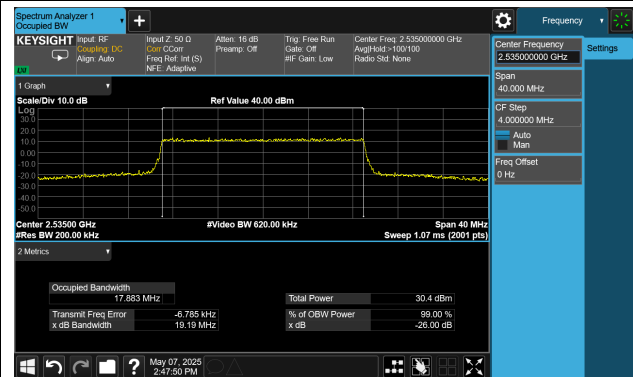 Spectrum Analyzer 1
Occupied BW
Frequency
KEYSIGHT
Input: RF
Coupling: DC
Align: Auto
Input Z: 50 Ω
Corr CCorr
Freq Ref: Int (S)
NFE: Adaptive
Atten: 16 dB
Preamp: Off
Trig: Free Run
Gate: Off
#IF Gain: Low
Center Freq: 2.535000000 GHz
Avg|Hold:>100/100
Radio Std: None
Center Frequency
2.535000000 GHz
Settings
Span
40.000 MHz
CF Step
4.000000 MHz
Auto
Man
Freq Offset
0 Hz
1 Graph
Scale/Div 10.0 dB
Ref Value 40.00 dBm
Log
30.0
20.0
10.0
0.00
-10.0
-20.0
-30.0
-40.0
-50.0
Center 2.53500 GHz
#Video BW 620.00 kHz
Span 40 MHz
#Res BW 200.00 kHz
Sweep 1.07 ms (2001 pts)
2 Metrics
Occupied Bandwidth
17.883 MHz
Total Power
30.4 dBm
Transmit Freq Error
-6.785 kHz
% of OBW Power
99.00 %
x dB Bandwidth
19.19 MHz
x dB
-26.00 dB
?
May 07, 2025
2:47:50 PM